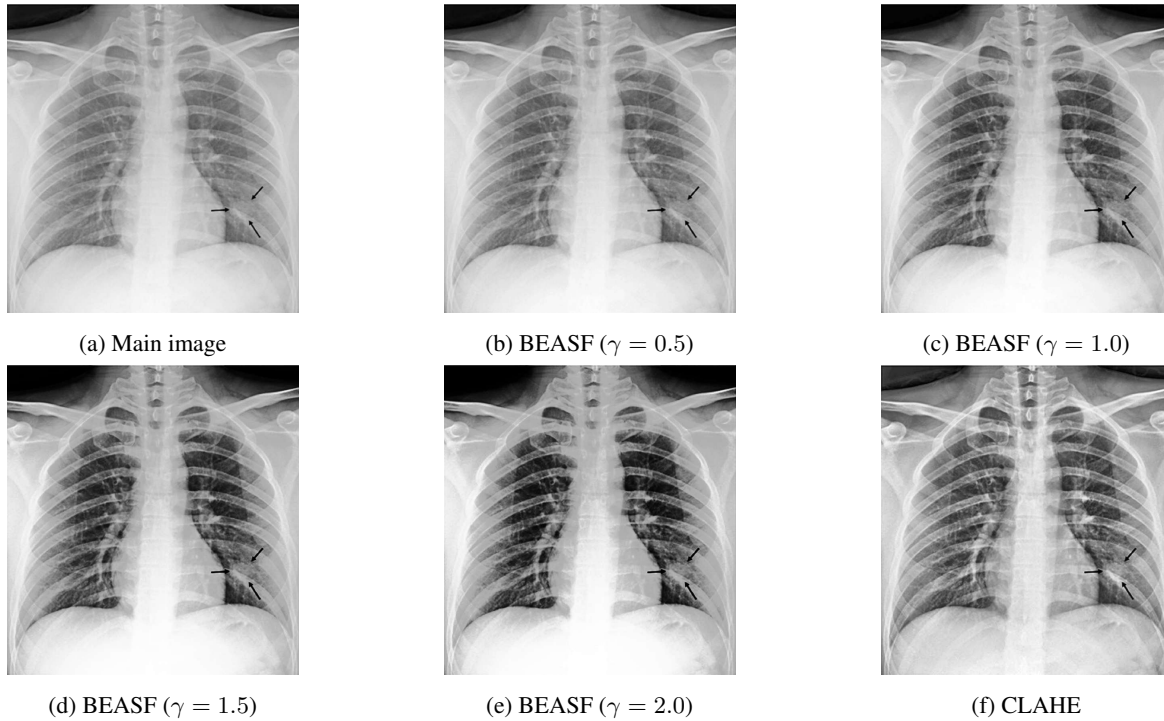 (a) Main image
(b) BEASF (γ = 0.5)
(c) BEASF (γ = 1.0)
(d) BEASF (γ = 1.5)
(e) BEASF (γ = 2.0)
(f) CLAHE